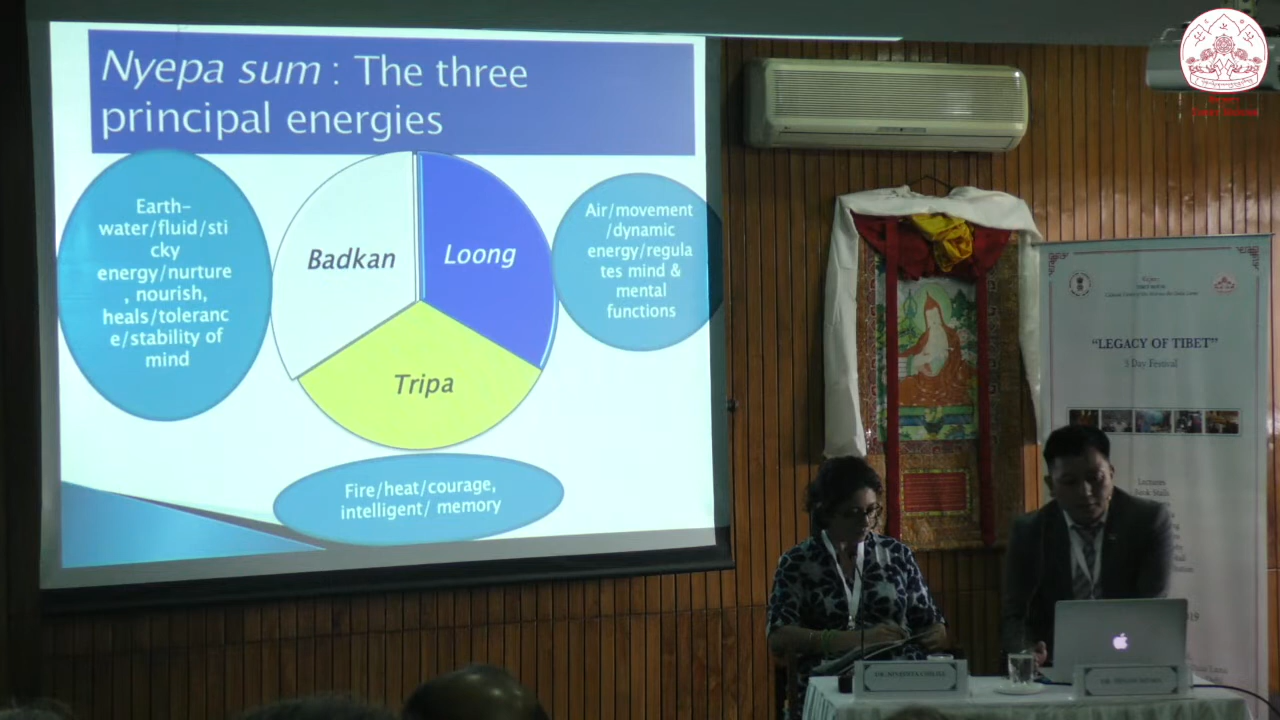 Nyepa sum : The three
principal energies
Earth-
water/fluid/sti
cky
energy/nurture
, nourish,
heals/toleranc
e/stability of
mind
Badkan
Loong
Tripa
Air/movement
/dynamic
energy/regula
tes mind &
mental
functions
Fire/heat/courage,
intelligent/ memory
"LEGACY OF TIBET"
5 Day Festival
Lectures
Book Stalls